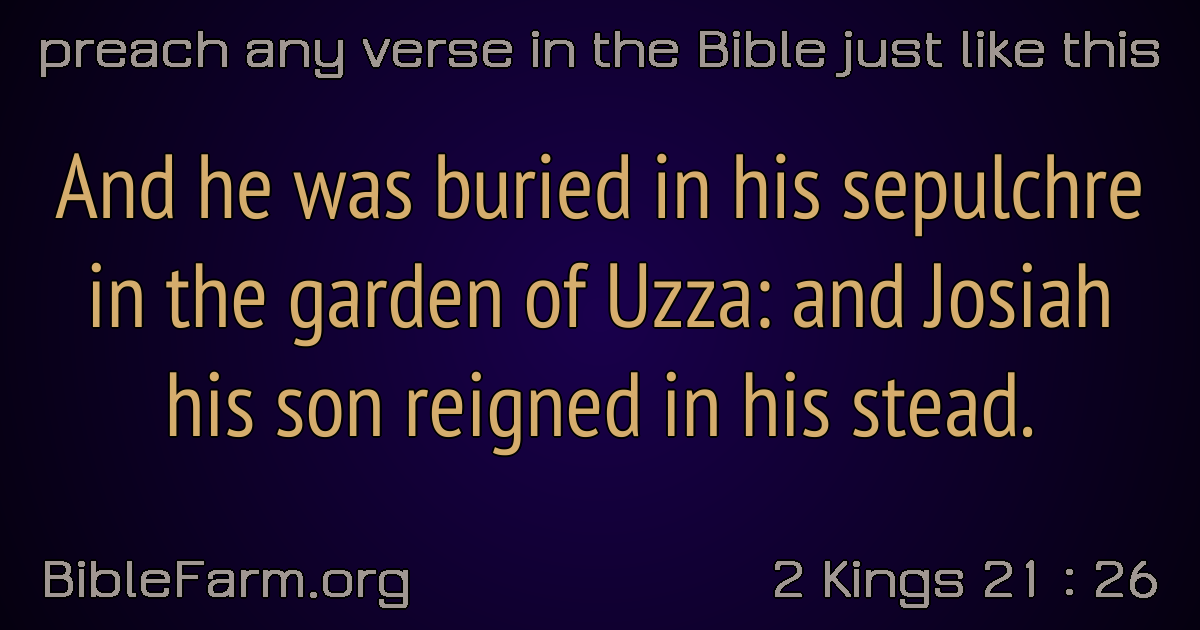 preach any verse in the Bible just like this
And he was buried in his sepulchre
in the garden of Uzza: and Josiah
his son reigned in his stead.
BibleFarm.org
2 Kings 21 : 26